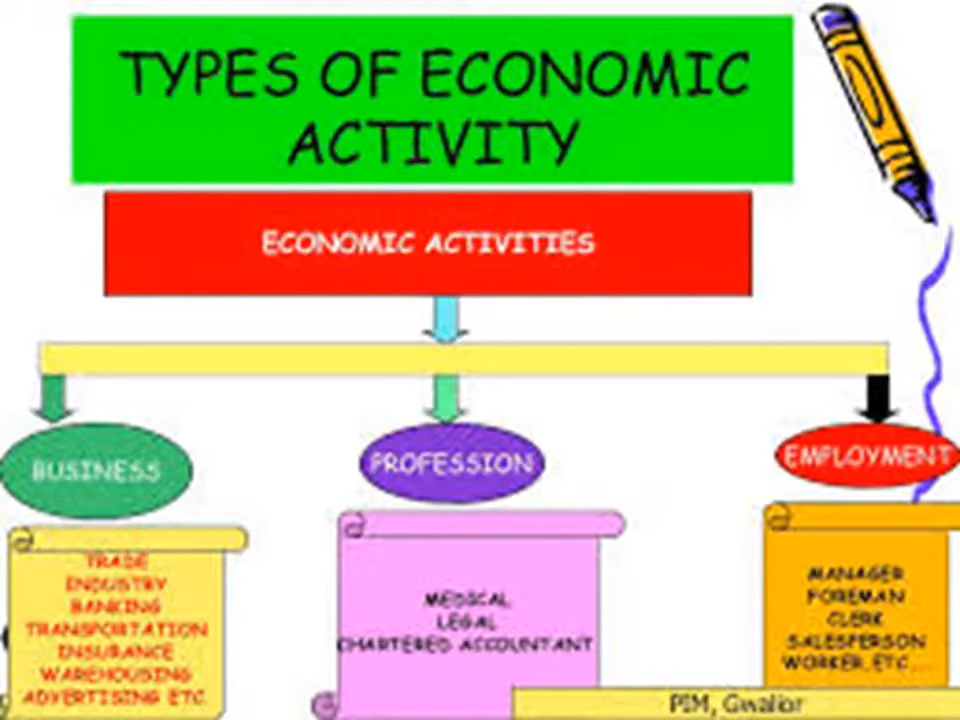 TYPES OF ECONOMIC
ACTIVITY
ECONOMIC ACTIVITIES
BUSINESS
PROFESSION
EMPLOYMENT
TRADE
INDUSTRY
BANKING
TRANSPORTATION
INSURANCE
WAREHOUSING
ADVERTISING ETC.
MEDICAL
LEGAL
CHARTERED ACCOUNTANT
MANAGER
FOREMAN
CLERK
SALESPERSON
WORKER ETC...
PIM, Gwalior